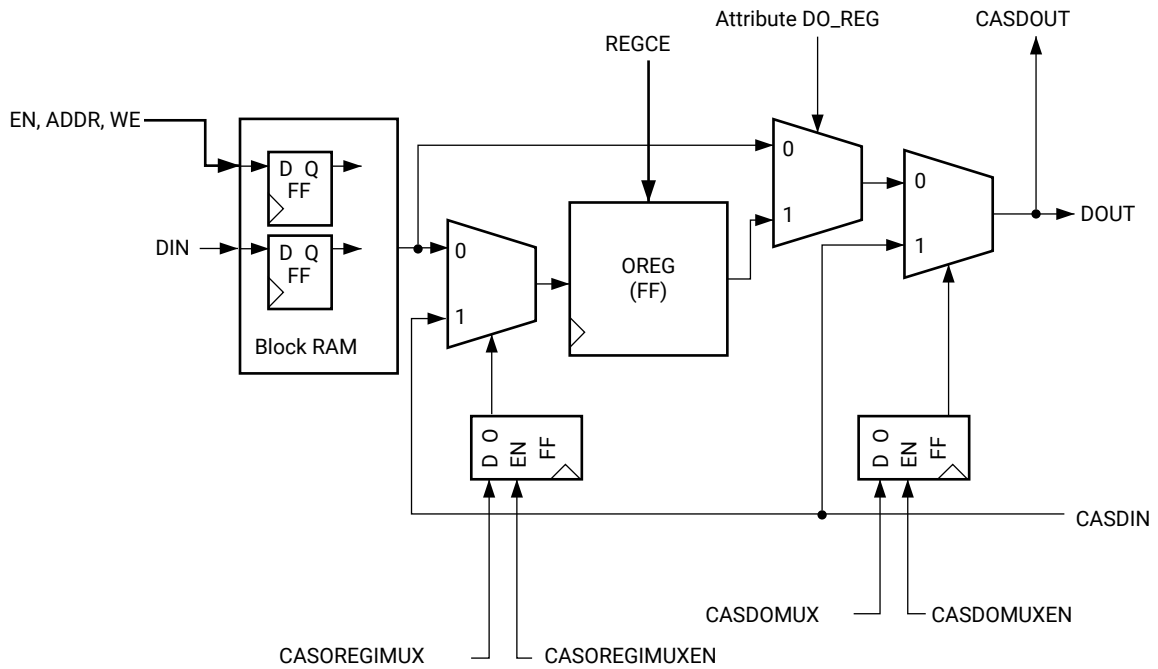 Attribute DO_REG
CASDOUT
REGCE
EN, ADDR, WE
D Q
FF
0
0
1
DOUT
DIN
D Q
FF
0
1
OREG
(FF)
1
Block RAM
D O
EN
FF
D O
EN
FF
CASDIN
CASDOMUX
CASDOMUXEN
CASOREGIMUX
CASOREGIMUXEN